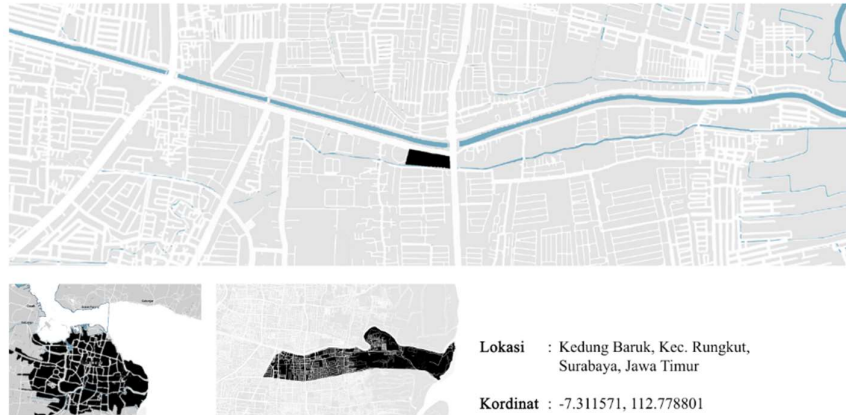 Lokasi : Kedung Baruk, Kec. Rungkut,
Surabaya, Jawa Timur
Kordinat : -7.311571, 112.778801